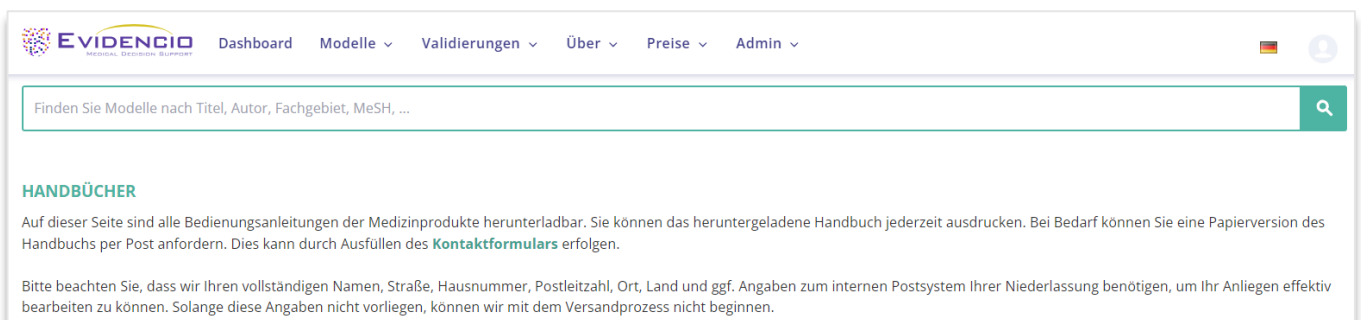 EVIDENCIO
MEDICAL DECISION SUPPORT
Dashboard Modelle Validierungen Über Preise Admin
Finden Sie Modelle nach Titel, Autor, Fachgebiet, MeSH, ...
HANDBÜCHER
Auf dieser Seite sind alle Bedienungsanleitungen der Medizinprodukte herunterladbar. Sie können das heruntergeladene Handbuch jederzeit ausdrucken. Bei Bedarf können Sie eine Papierversion des
Handbuchs per Post anfordern. Dies kann durch Ausfüllen des Kontaktformulars erfolgen.
Bitte beachten Sie, dass wir Ihren vollständigen Namen, Straße, Hausnummer, Postleitzahl, Ort, Land und ggf. Angaben zum internen Postsystem Ihrer Niederlassung benötigen, um Ihr Anliegen effektiv
bearbeiten zu können. Solange diese Angaben nicht vorliegen, können wir mit dem Versandprozess nicht beginnen.